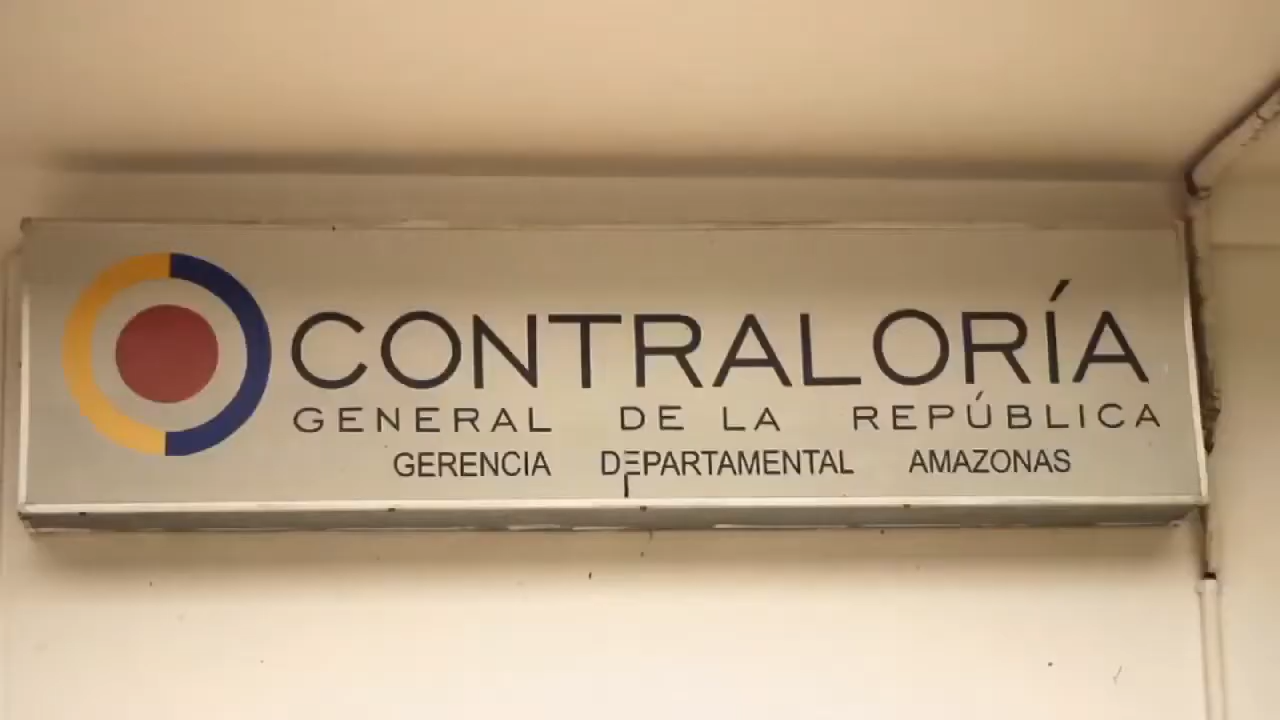 CONTRALORÍA
GENERAL DE LA REPÚBLICA
GERENCIA DEPARTAMENTAL AMAZONAS